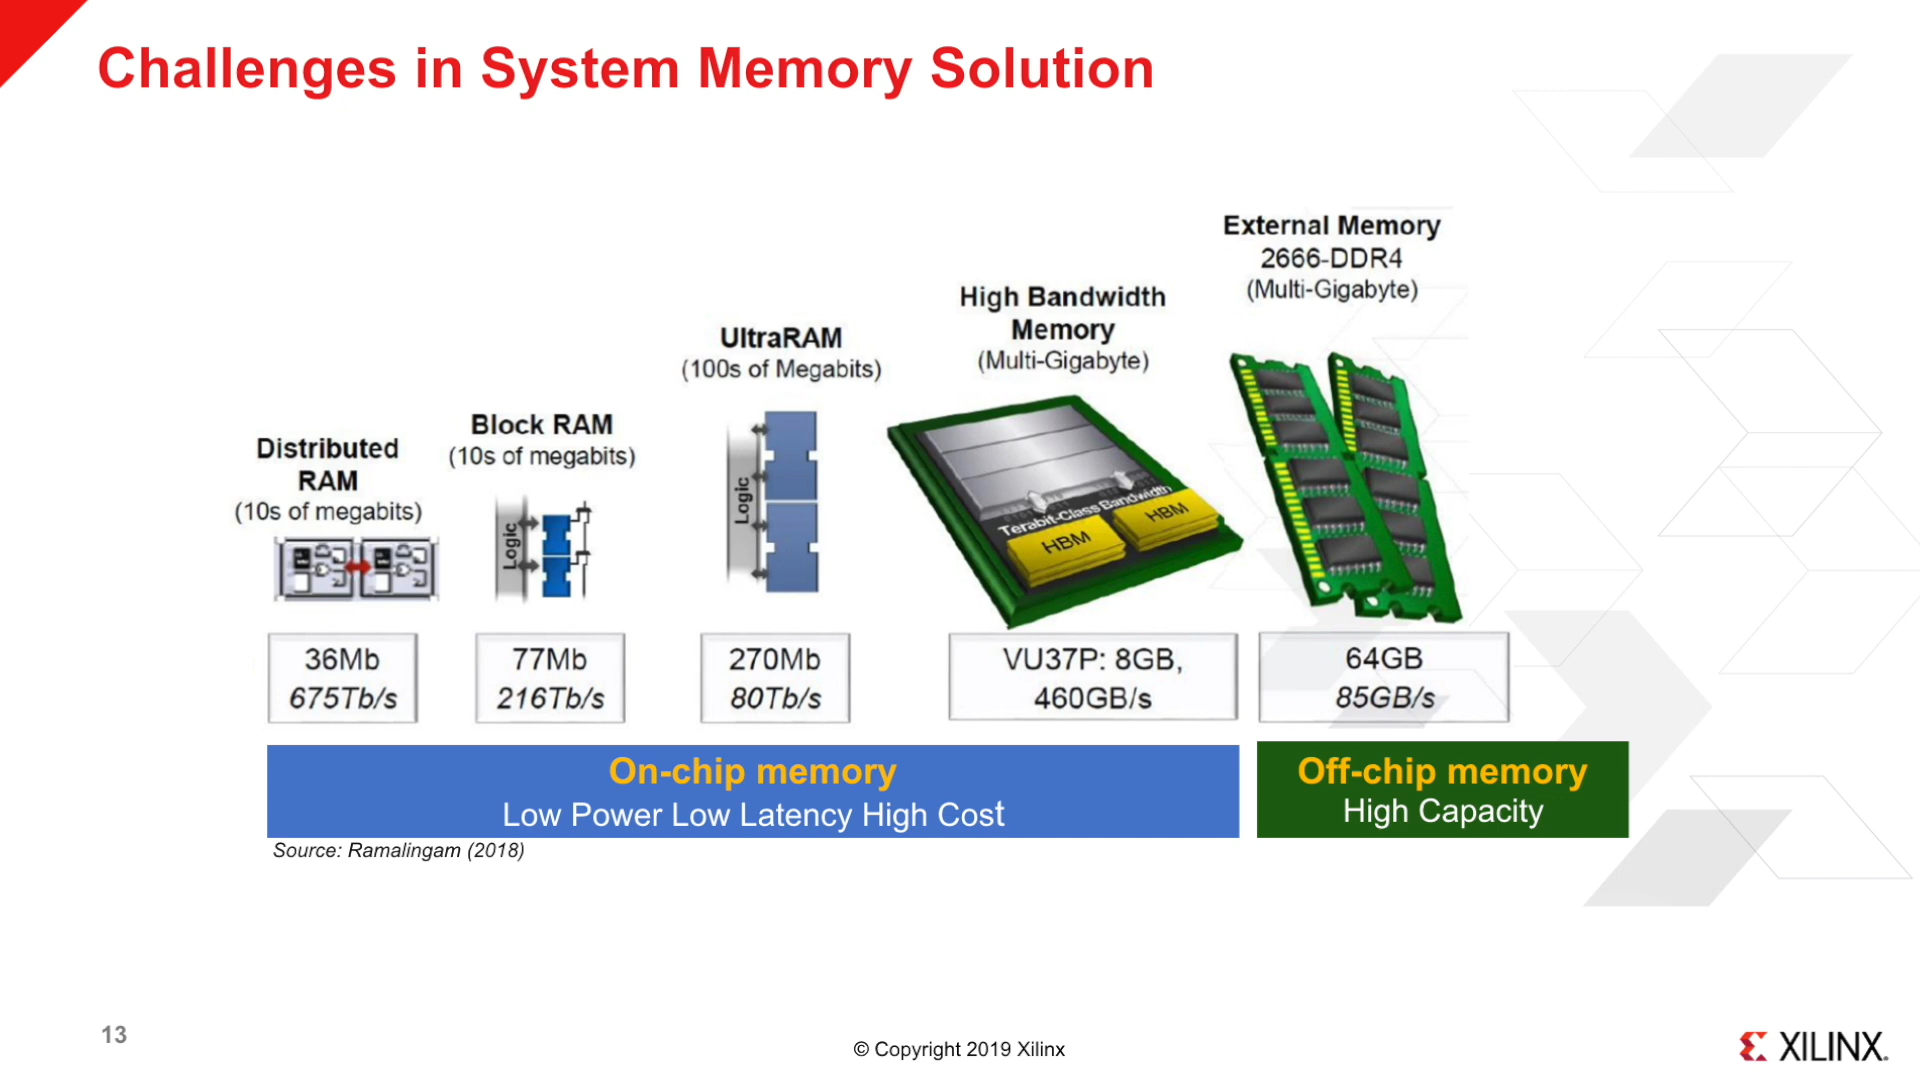 Challenges in System Memory Solution
External Memory
2666-DDR4
(Multi-Gigabyte)
High Bandwidth
Memory
(Multi-Gigabyte)
UltraRAM
(100s of Megabits)
Block RAM
(10s of megabits)
Distributed
RAM
(10s of megabits)
Logic
Logic
Terabit-Class Bandwidth
HBM
HBM
36Mb
675Tb/s
77Mb
216Tb/s
270Mb
80Tb/s
VU37P: 8GB,
460GB/s
64GB
85GB/s
On-chip memory
Low Power Low Latency High Cost
Off-chip memory
High Capacity
Source: Ramalingam (2018)
13
© Copyright 2019 Xilinx
XILINX.